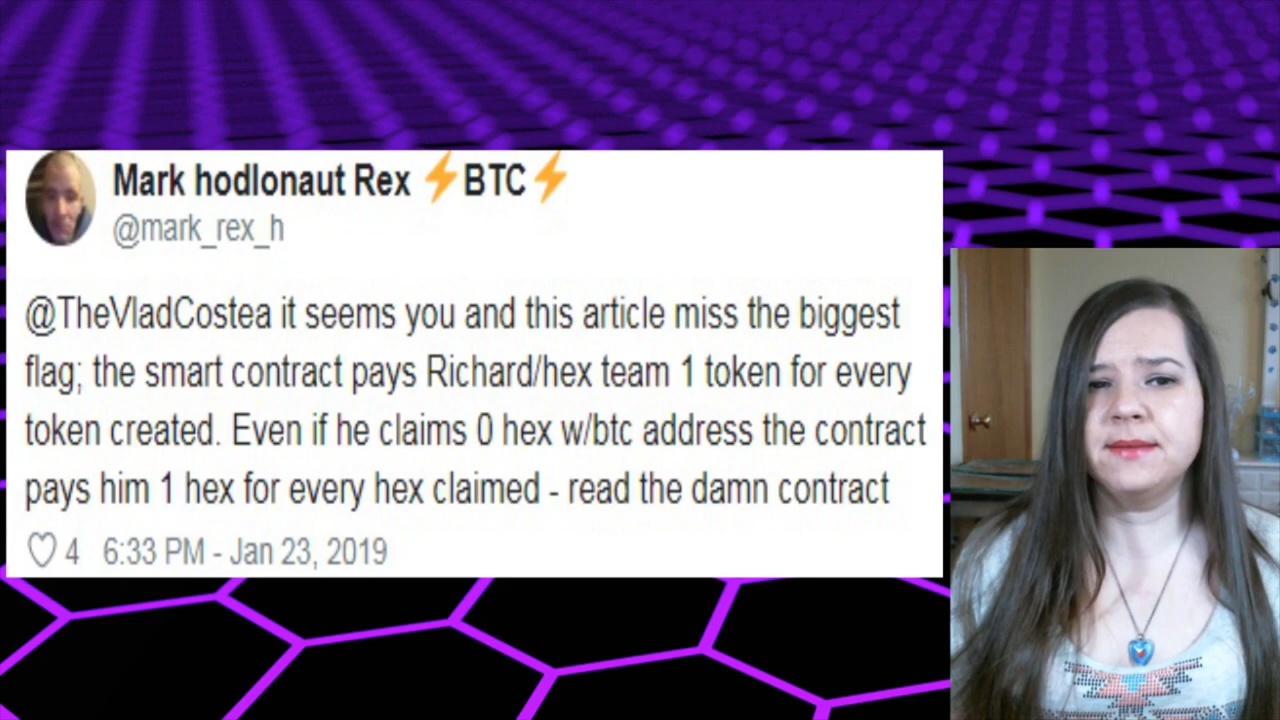 Mark hodlonaut Rex ⚡BTC⚡
@mark_rex_h
@TheVladCostea it seems you and this article miss the biggest
flag; the smart contract pays Richard/hex team 1 token for every
token created. Even if he claims 0 hex w/btc address the contract
pays him 1 hex for every hex claimed - read the damn contract
♡ 4 6:33 PM - Jan 23, 2019